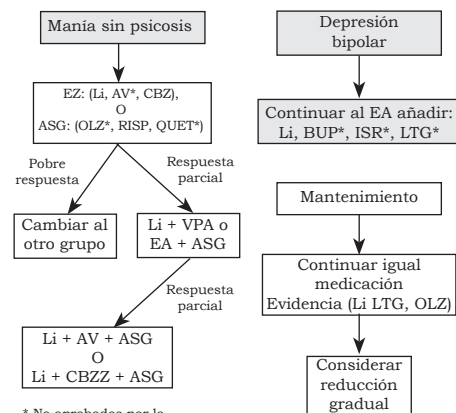 Manía sin psicosis
EZ: (Li, AV*, CBZ),
O
ASG: (OLZ*, RISP, QUET*)
Pobre
respuesta
Respuesta
parcial
Cambiar al
otro grupo
Li + VPA o
EA + ASG
Respuesta
parcial
Li + AV + ASG
O
Li + CBZZ + ASG
* No aprobados por la
Depresión
bipolar
Continuar al EA añadir:
Li, BUP*, ISR*, LTG*
Mantenimiento
Continuar igual
medicación
Evidencia (Li LTG, OLZ)
Considerar
reducción
gradual